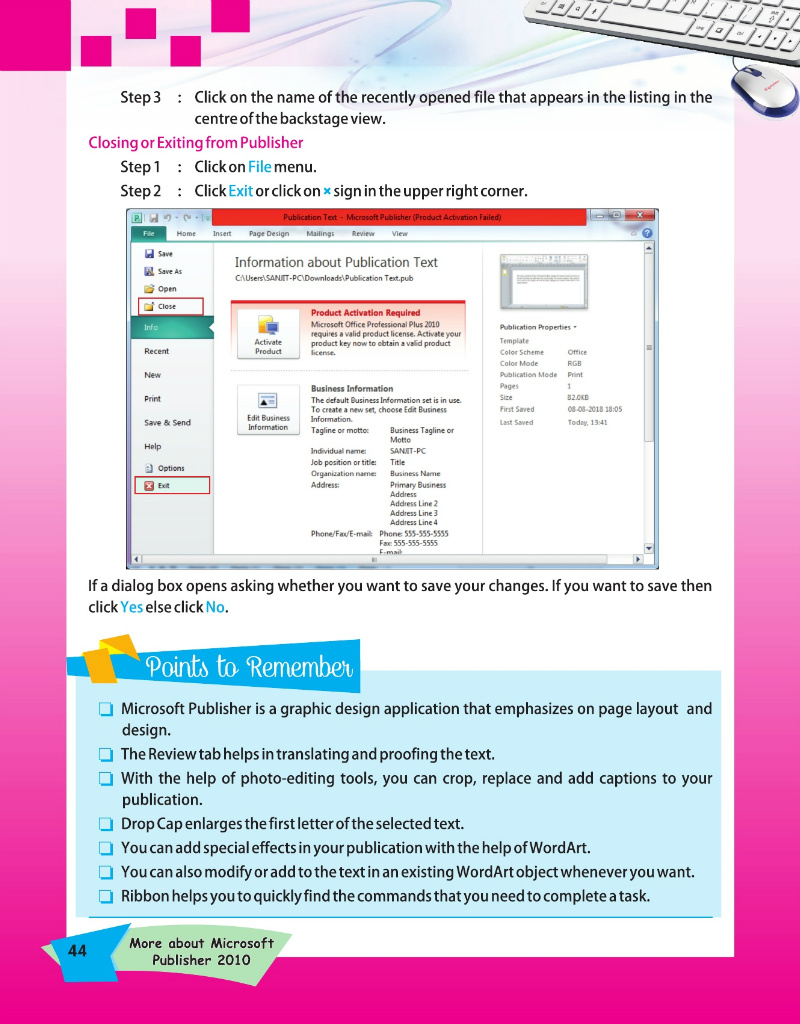 Step 3 : Click on the name of the recently opened file that appears in the listing in the
centre of the backstage view.
Closing or Exiting from Publisher
Step 1 : Click on File menu.
Step 2 : Click Exit or click on × sign in the upper right corner.
Publication Text - Microsoft Publisher (Product Activation Failed)
File Home Insert Page Design Mailings Review View
Save
Save As
Open
Close
Info
Recent
New
Print
Save & Send
Help
Options
Exit
Information about Publication Text
C:\Users\SANJIT-PC\Downloads\Publication Text.pub
Activate
Product
Product Activation Required
Microsoft Office Professional Plus 2010
requires a valid product license. Activate your
product key now to obtain a valid product
license.
Edit Business
Information
Business Information
The default Business Information set is in use.
To create a new set, choose Edit Business
Information.
Tagline or motto: Business Tagline or
Motto
Individual name: SANJIT-PC
Job position or title: Title
Organization name: Business Name
Address: Primary Business
Address
Address Line 2
Address Line 3
Address Line 4
Phone/Fax/E-mail: Phone: 555-555-5555
Fax: 555-555-5555
E-mail:
Publication Properties
Template
Color Scheme Office
Color Mode RGB
Publication Mode Print
Pages 1
Size 82.0KB
First Saved 08-08-2018 18:05
Last Saved Today, 13:41
If a dialog box opens asking whether you want to save your changes. If you want to save then
click Yes else click No.
Points to Remember
Microsoft Publisher is a graphic design application that emphasizes on page layout and
design.
The Review tab helps in translating and proofing the text.
With the help of photo-editing tools, you can crop, replace and add captions to your
publication.
Drop Cap enlarges the first letter of the selected text.
You can add special effects in your publication with the help of WordArt.
You can also modify or add to the text in an existing WordArt object whenever you want.
Ribbon helps you to quickly find the commands that you need to complete a task.
44
More about Microsoft
Publisher 2010